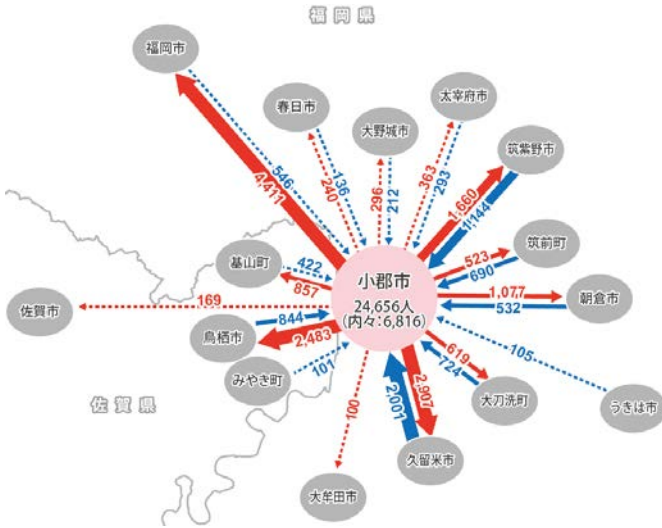 福岡県
福岡市
春日市
大野城市
太宰府市
筑紫野市
546
4,411
136
240
296
212
363
293
1,660
1,144
筑前町
523
690
基山町
422
857
小郡市
24,656人
(内々:6,816)
1,077
532
朝倉市
佐賀市
169
鳥栖市
844
2,483
みやき町
101
619
724
大刀洗町
105
うきは市
佐賀県
100
2,001
2,907
久留米市
大牟田市